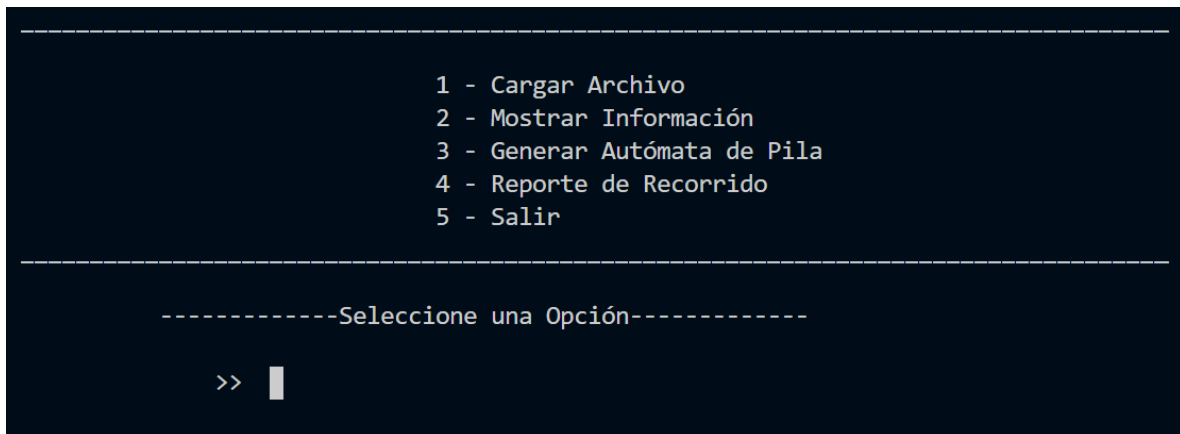 1 - Cargar Archivo
2 - Mostrar Información
3 - Generar Autómata de Pila
4 - Reporte de Recorrido
5 - Salir
-------------Seleccione una Opción-------------
>>